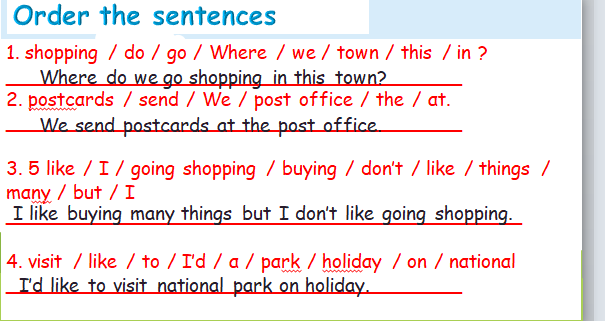 Order the sentences
1. shopping / do / go / Where / we / town / this / in ?
Where do we go shopping in this town?
2. postcards / send / We / post office / the / at.
We send postcards at the post office.
3. 5 like / I / going shopping / buying / don't / like / things /
many / but / I
I like buying many things but I don't like going shopping.
4. visit / like / to / I'd / a / park / holiday / on / national
I'd like to visit national park on holiday.